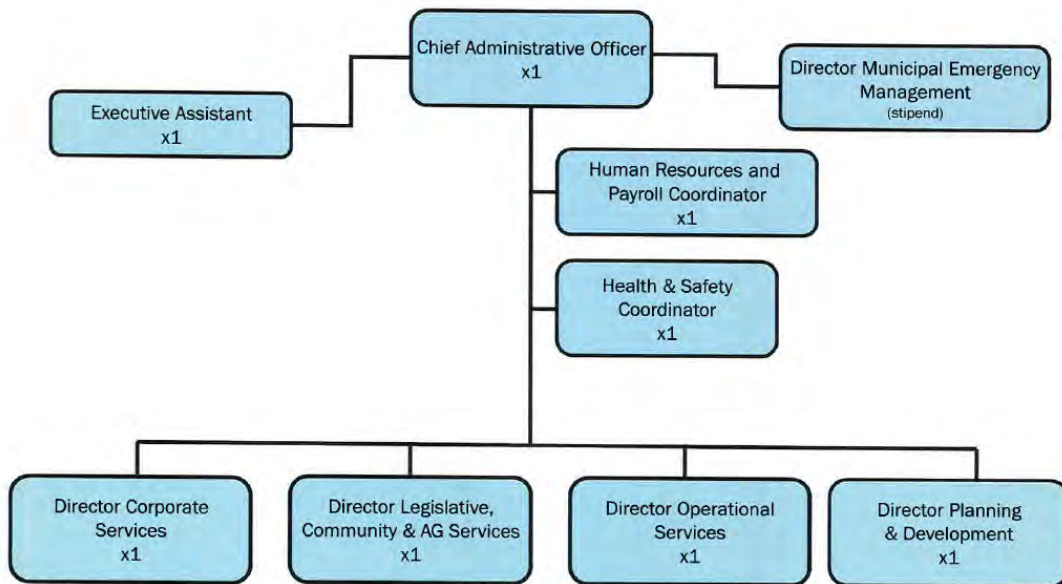 Chief Administrative Officer
x1
Director Municipal Emergency
Management
(stipend)
Executive Assistant
x1
Human Resources and
Payroll Coordinator
x1
Health & Safety
Coordinator
x1
Director Corporate
Services
x1
Director Legislative,
Community & AG Services
x1
Director Operational
Services
x1
Director Planning
& Development
x1